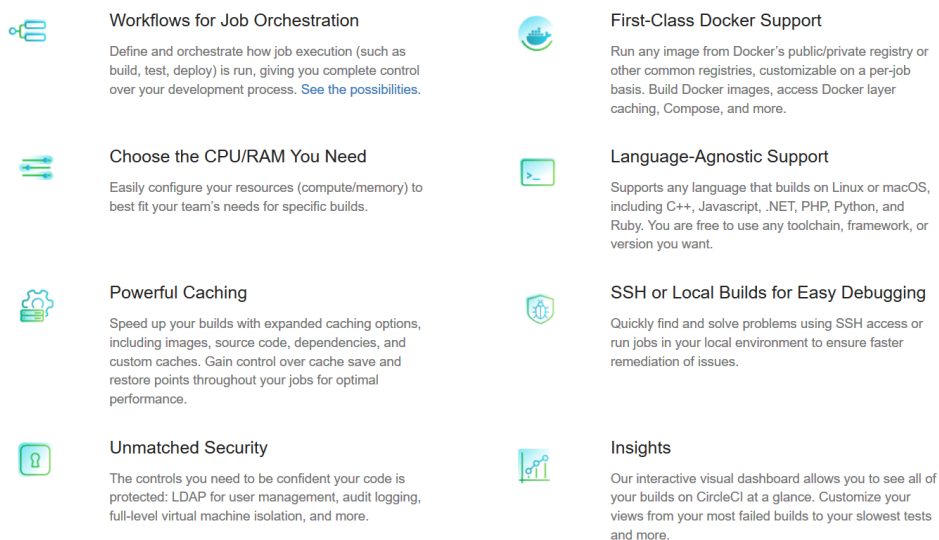 Workflows for Job Orchestration
Define and orchestrate how job execution (such as
build, test, deploy) is run, giving you complete control
over your development process. See the possibilities.
First-Class Docker Support
Run any image from Docker's public/private registry or
other common registries, customizable on a per-job
basis. Build Docker images, access Docker layer
caching, Compose, and more.
Choose the CPU/RAM You Need
Easily configure your resources (compute/memory) to
best fit your team's needs for specific builds.
>_
Language-Agnostic Support
Supports any language that builds on Linux or macOS,
including C++, Javascript, .NET, PHP, Python, and
Ruby. You are free to use any toolchain, framework, or
version you want.
Powerful Caching
Speed up your builds with expanded caching options,
including images, source code, dependencies, and
custom caches. Gain control over cache save and
restore points throughout your jobs for optimal
performance.
SSH or Local Builds for Easy Debugging
Quickly find and solve problems using SSH access or
run jobs in your local environment to ensure faster
remediation of issues.
Unmatched Security
The controls you need to be confident your code is
protected: LDAP for user management, audit logging,
full-level virtual machine isolation, and more.
Insights
Our interactive visual dashboard allows you to see all of
your builds on CircleCI at a glance. Customize your
views from your most failed builds to your slowest tests
and more.